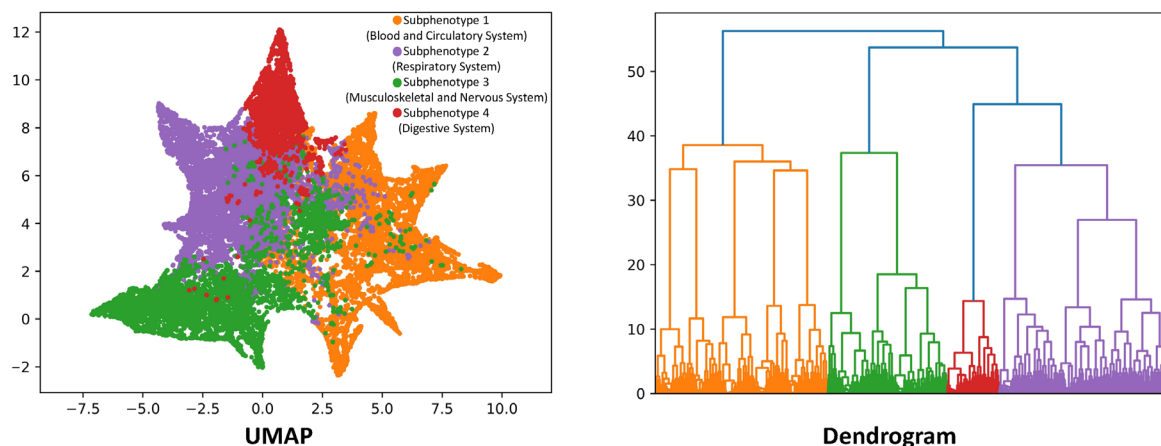 12
10
8
6
4
2
0
−2
−7.5
−5.0
−2.5
0.0
2.5
5.0
7.5
10.0
Subphenotype 1
(Blood and Circulatory System)
Subphenotype 2
(Respiratory System)
Subphenotype 3
(Musculoskeletal and Nervous System)
Subphenotype 4
(Digestive System)
UMAP
50
40
30
20
10
0
Dendrogram